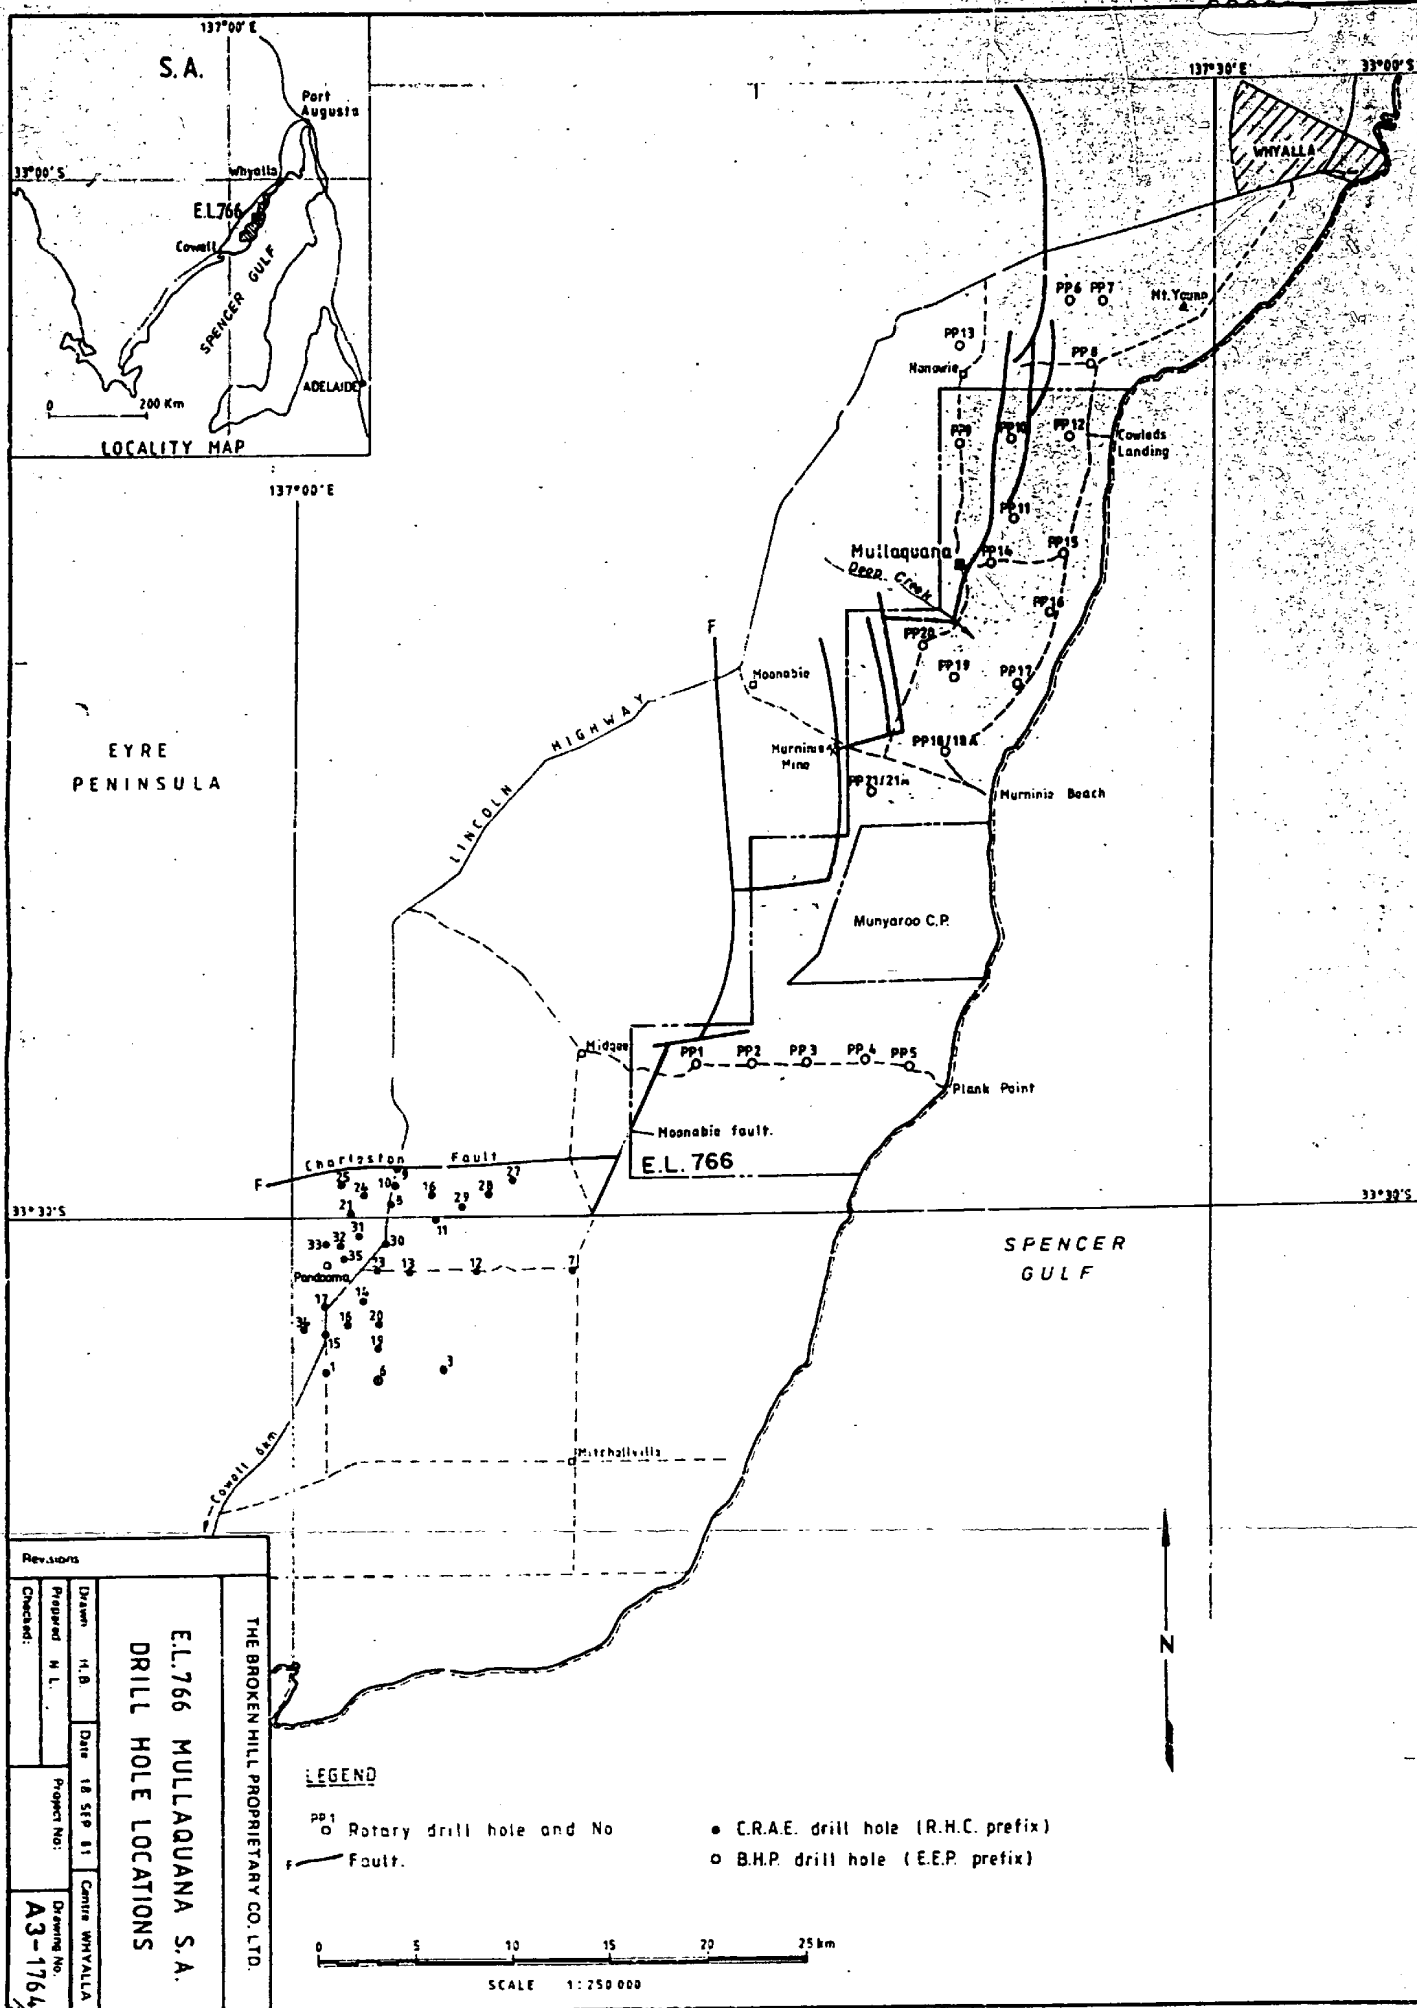 137°00'E
S.A.
Port
Augusta
33°00'S
Whyalla
E.L.766
Cowell
SPENCER GULF
ADELAIDE
0 200 Km
LOCALITY MAP
137°30'E
33°00'S
WHYALLA
PP6 PP7
Mt. Young
PP13
PP8
Nonowie
PP9
PP10
PP12
Cowleds
Landing
137°00'E
PP11
Mullaquana
PP14
PP15
Deep Creek
PP16
F
PP20
PP19
PP17
Moonabie
LINCOLN HIGHWAY
EYRE
PENINSULA
Murninie
Mine
PP18/18A
PP21/21A
Murninie Beach
Munyaroo C.P.
Midgee
PP1 PP2 PP3 PP4 PP5
Plank Point
Moonabie fault.
E.L. 766
Charleston Fault
F
9
25
24
10
5
16
29
28
27
21
11
33°30'S
33°30'S
31
33
32
30
35
Pandoorna
23
13
12
7
SPENCER
GULF
17
14
34
16
20
15
19
1
6
3
Mitchellville
Cowell 6km
N
Revisions
THE BROKEN HILL PROPRIETARY CO. LTD.
E.L.766 MULLAQUANA S.A.
DRILL HOLE LOCATIONS
Drawn M.B. Date 18 SEP 81 Centre WHYALLA
Prepared N.L. Project No: Drawing No.
Checked: A3-1764
LEGEND
PP1 Rotary drill hole and No
F Fault.
C.R.A.E. drill hole (R.H.C. prefix)
B.H.P. drill hole (E.E.P. prefix)
0 5 10 15 20 25 km
SCALE 1:250 000